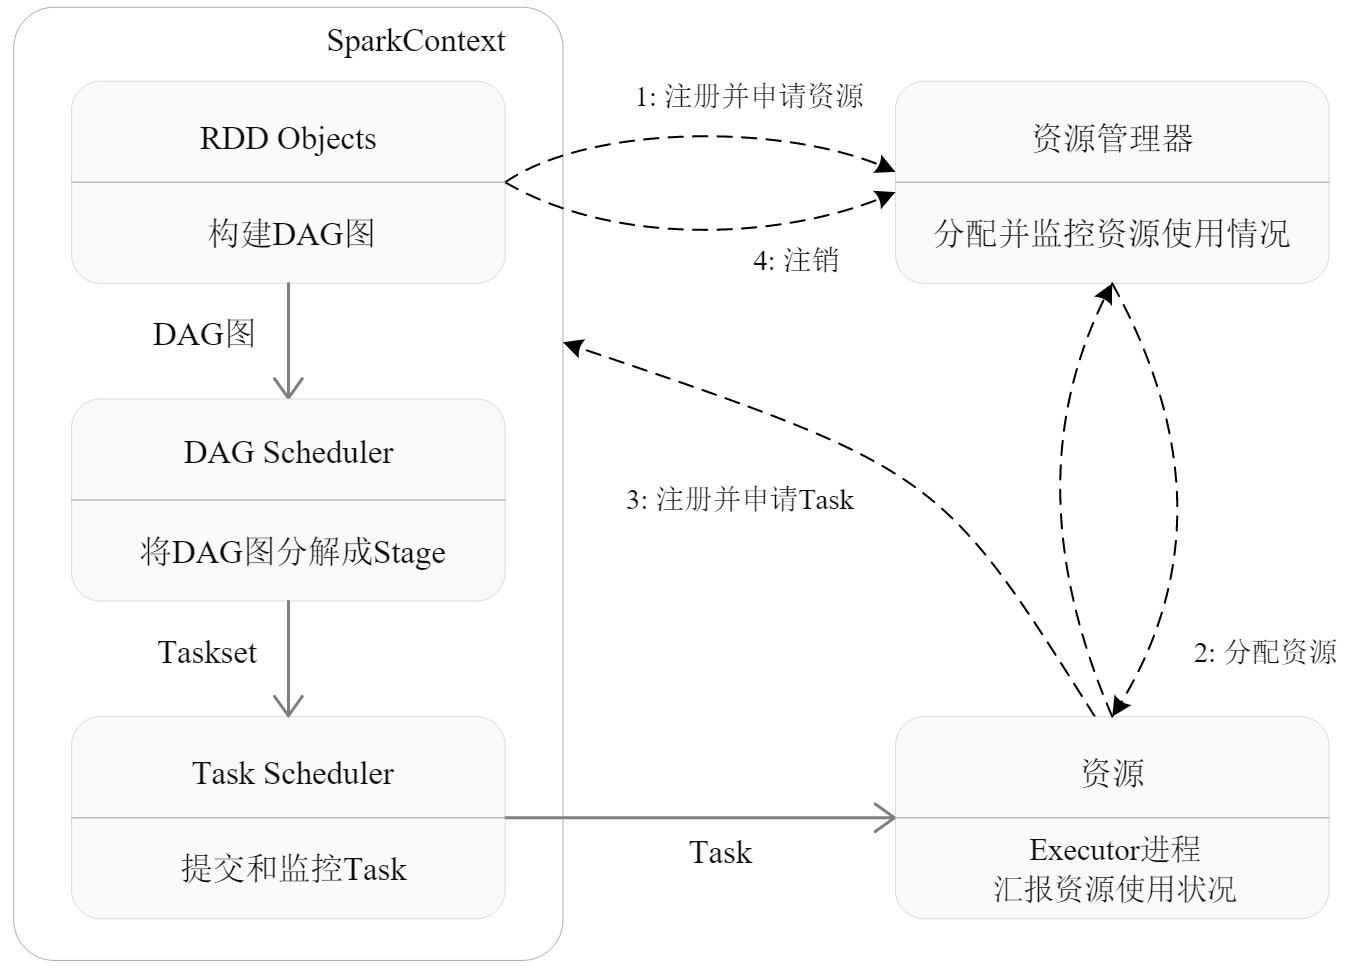 SparkContext
RDD Objects
构建DAG图
DAG图
DAG Scheduler
将DAG图分解成Stage
Taskset
Task Scheduler
提交和监控Task
1: 注册并申请资源
4: 注销
3: 注册并申请Task
Task
资源管理器
分配并监控资源使用情况
2: 分配资源
资源
Executor进程
汇报资源使用状况